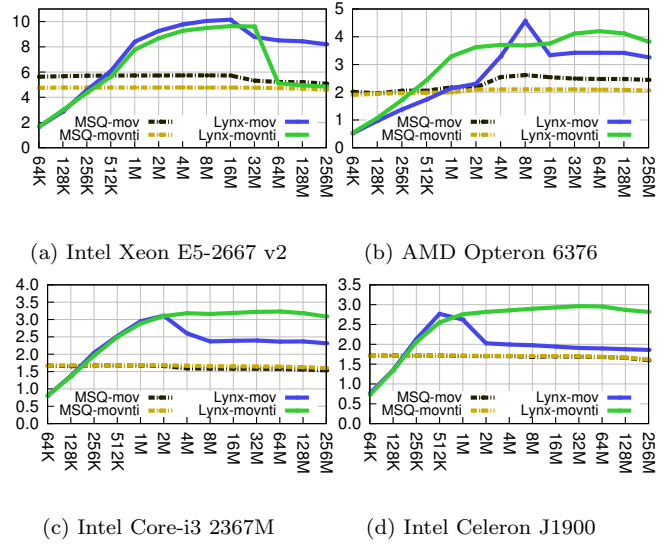 10
8
6
4
2
0
MSQ-mov
MSQ-movnti
Lynx-mov
Lynx-movnti
64K
128K
256K
512K
1M
2M
4M
8M
16M
32M
64M
128M
256M
(a) Intel Xeon E5-2667 v2
5
4
3
2
1
0
MSQ-mov
MSQ-movnti
Lynx-mov
Lynx-movnti
64K
128K
256K
512K
1M
2M
4M
8M
16M
32M
64M
128M
256M
(b) AMD Opteron 6376
4.0
3.5
3.0
2.5
2.0
1.5
1.0
0.5
0.0
MSQ-mov
MSQ-movnti
Lynx-mov
Lynx-movnti
64K
128K
256K
512K
1M
2M
4M
8M
16M
32M
64M
128M
256M
(c) Intel Core-i3 2367M
3.5
3.0
2.5
2.0
1.5
1.0
0.5
0.0
MSQ-mov
MSQ-movnti
Lynx-mov
Lynx-movnti
64K
128K
256K
512K
1M
2M
4M
8M
16M
32M
64M
128M
256M
(d) Intel Celeron J1900